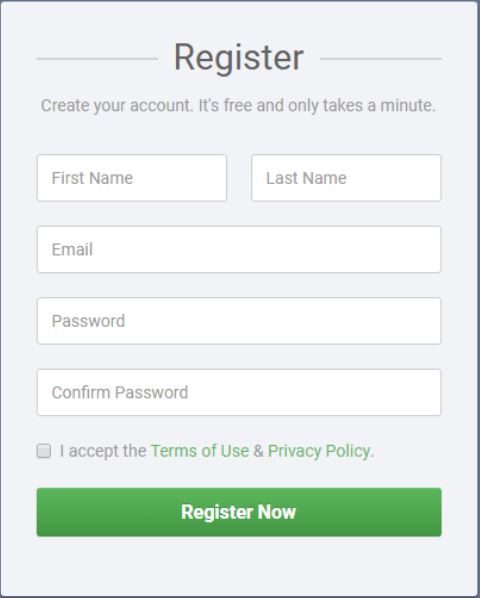 Register
Create your account. It's free and only takes a minute.
First Name
Last Name
Email
Password
Confirm Password
I accept the Terms of Use & Privacy Policy.
Register Now